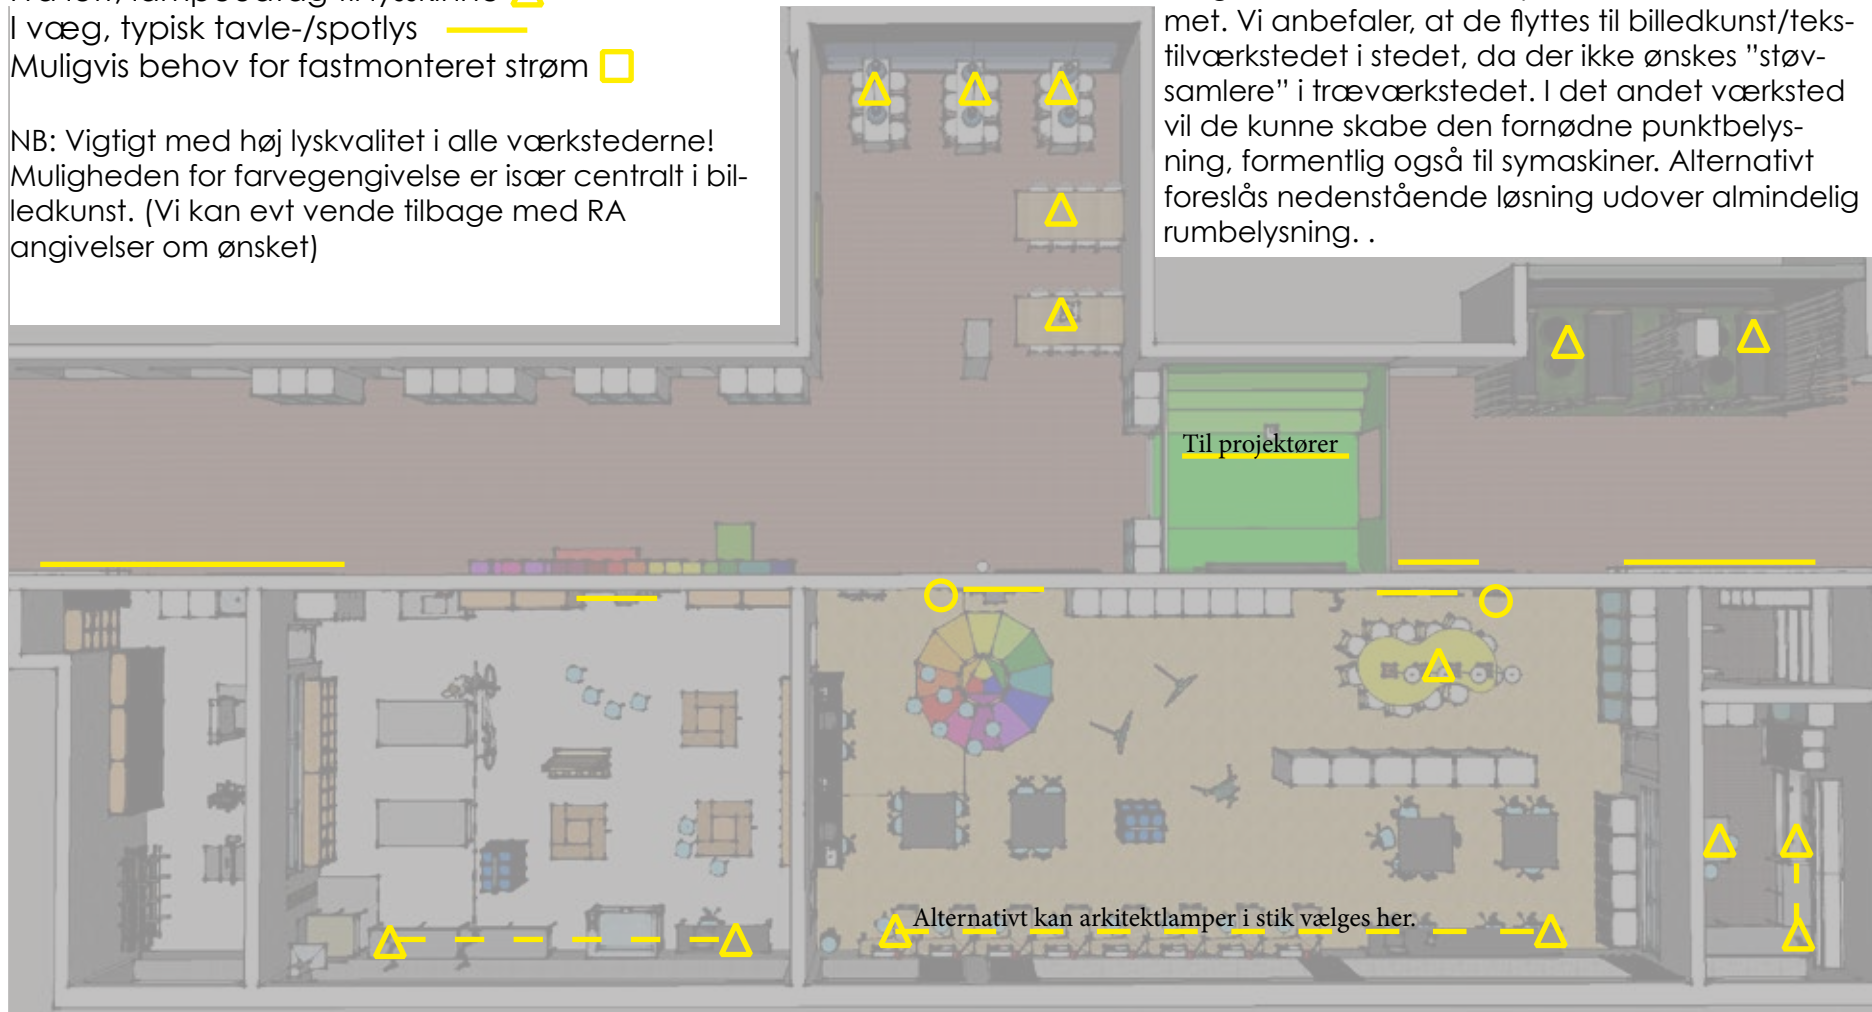 I væg, typisk tavle-/spotlys
Muligvis behov for fastmonteret strøm
NB: Vigtigt med høj lyskvalitet i alle værkstederne!
Muligheden for farvegengivelse er især centralt i bil-
ledkunst. (Vi kan evt vende tilbage med RA
angivelser om ønsket)
met. Vi anbefaler, at de flyttes til billedkunst/teks-
tilværkstedet i stedet, da der ikke ønskes ”støv-
samlere” i træværkstedet. I det andet værksted
vil de kunne skabe den fornødne punktbelys-
ning, formentlig også til symaskiner. Alternativt
foreslås nedenstående løsning udover almindelig
rumbelysning. .
Til projektører
Alternativt kan arkitektlamper i stik vælges her.